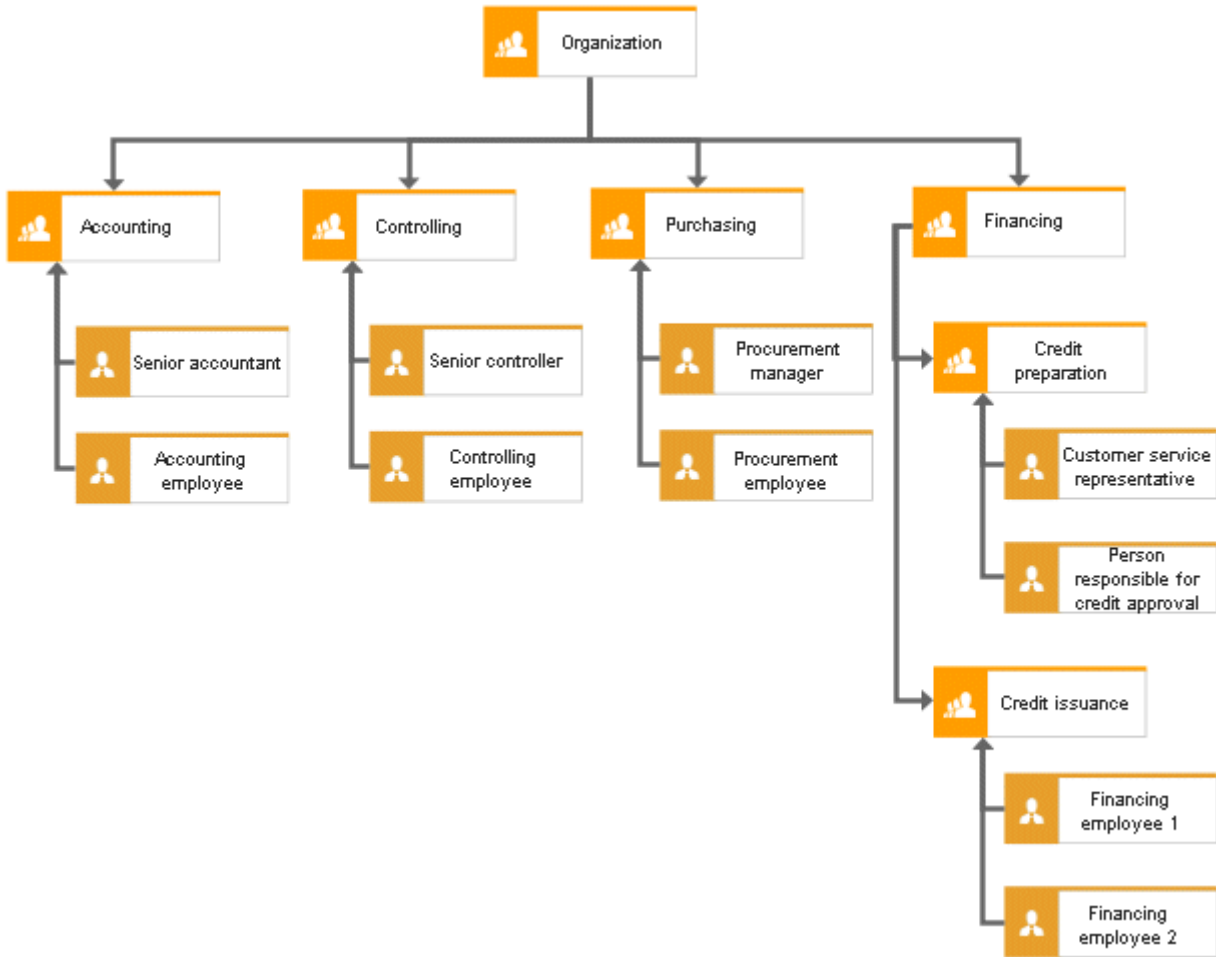 Organization
Accounting
Controlling
Purchasing
Financing
Senior accountant
Senior controller
Procurement
manager
Credit
preparation
Accounting
employee
Controlling
employee
Procurement
employee
Customer service
representative
Person
responsible for
credit approval
Credit issuance
Financing
employee 1
Financing
employee 2